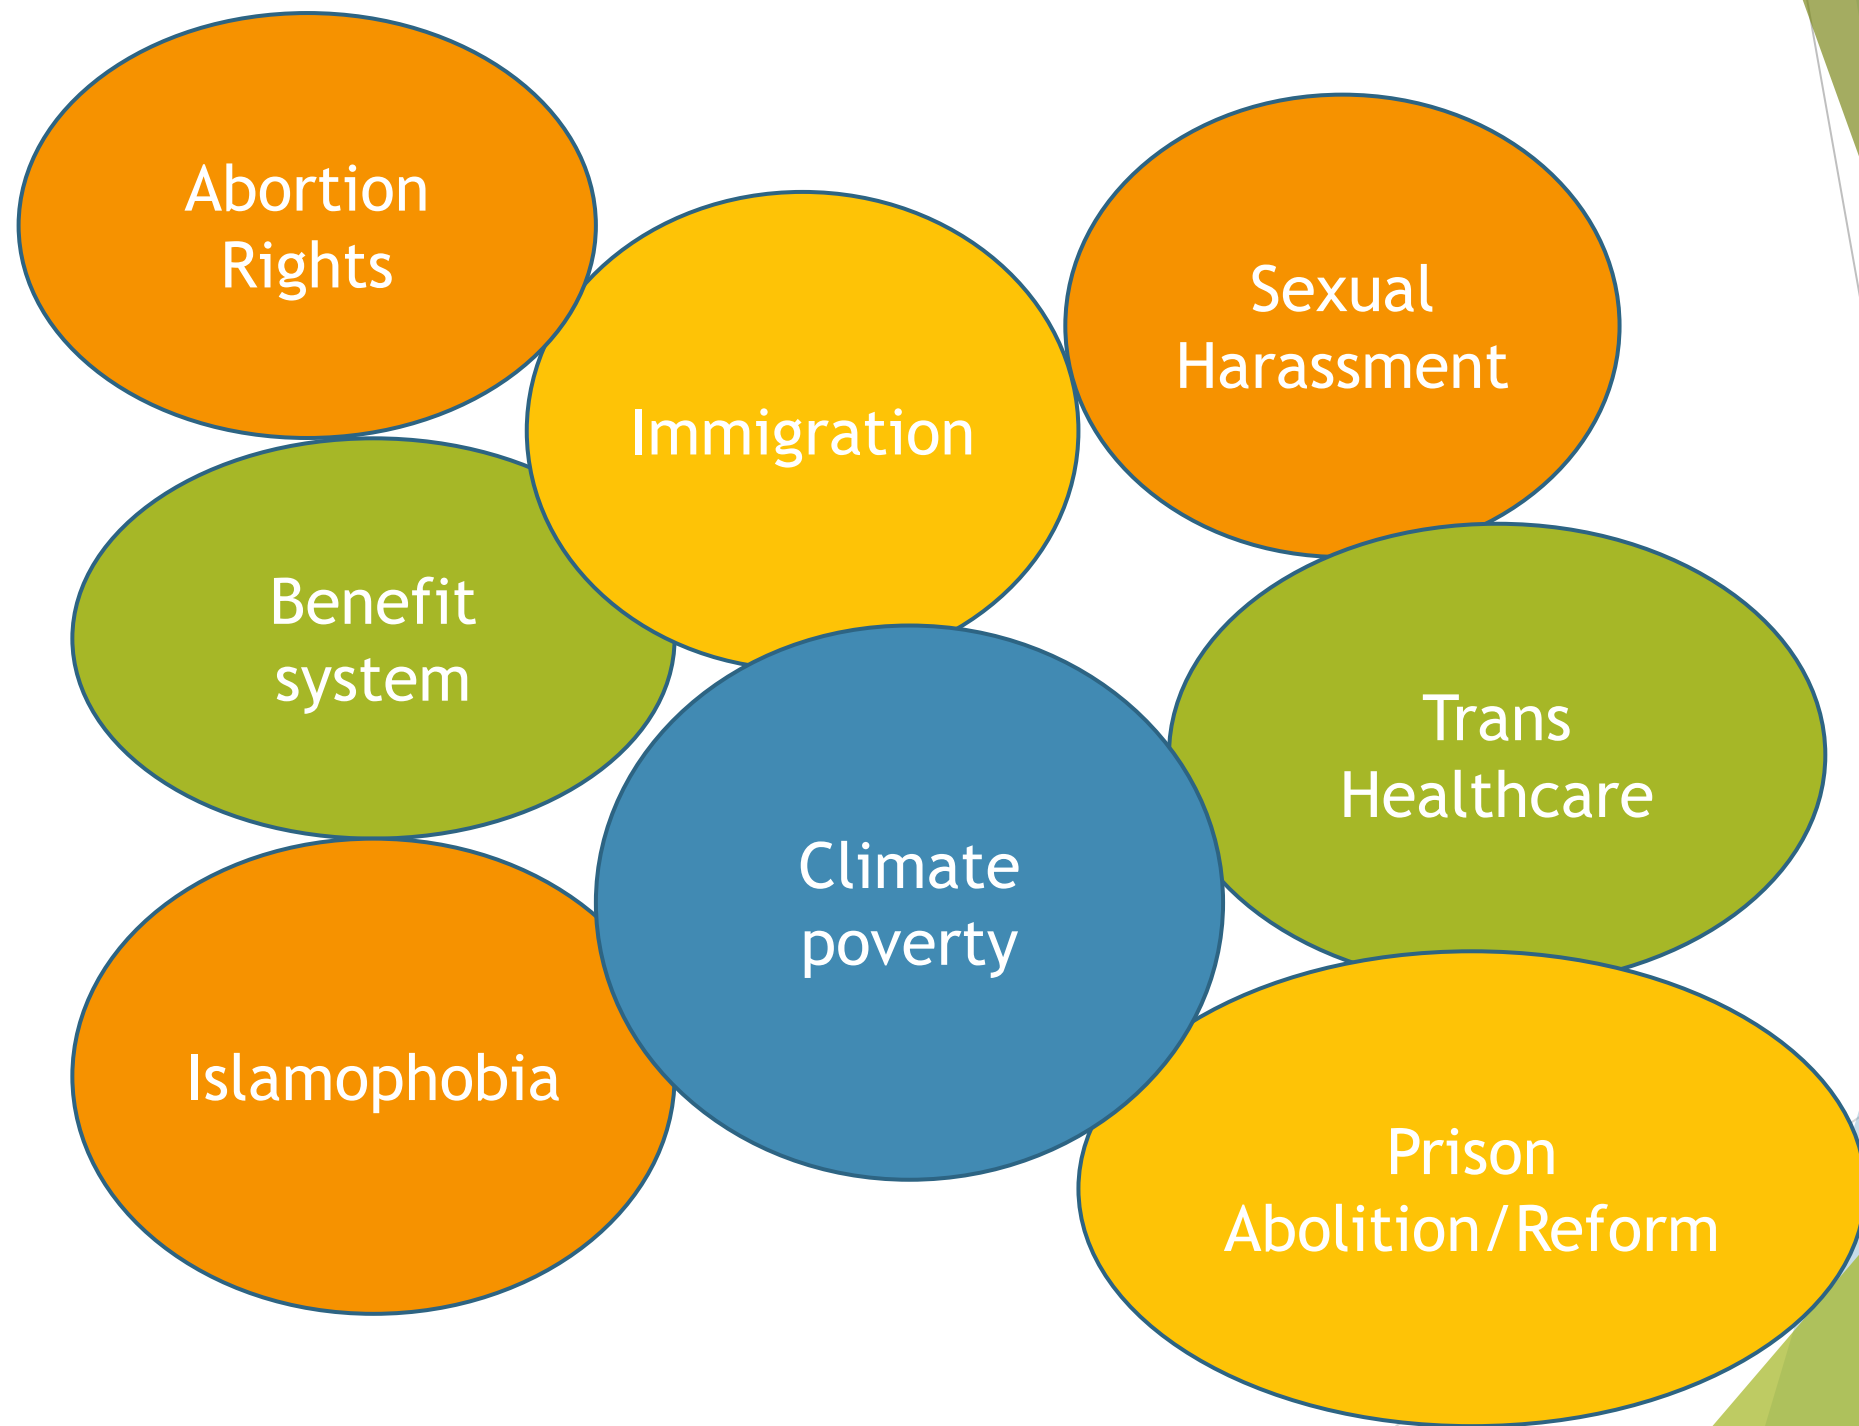 Abortion
Rights
Immigration
Sexual
Harassment
Benefit
system
Trans
Healthcare
Climate
poverty
Islamophobia
Prison
Abolition/Reform